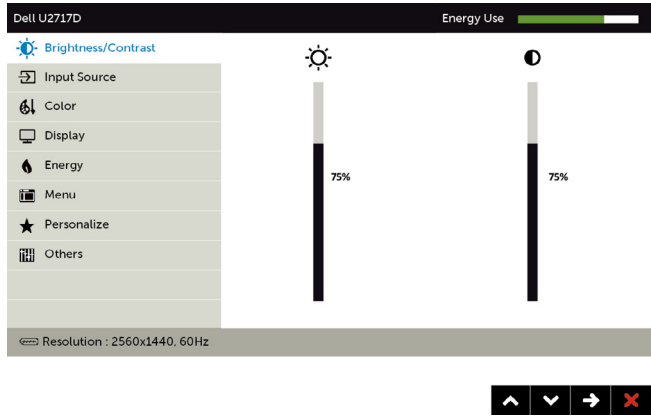 Dell U2717D
Energy Use
Brightness/Contrast
Input Source
Color
Display
Energy
Menu
Personalize
Others
75%
75%
Resolution : 2560x1440, 60Hz